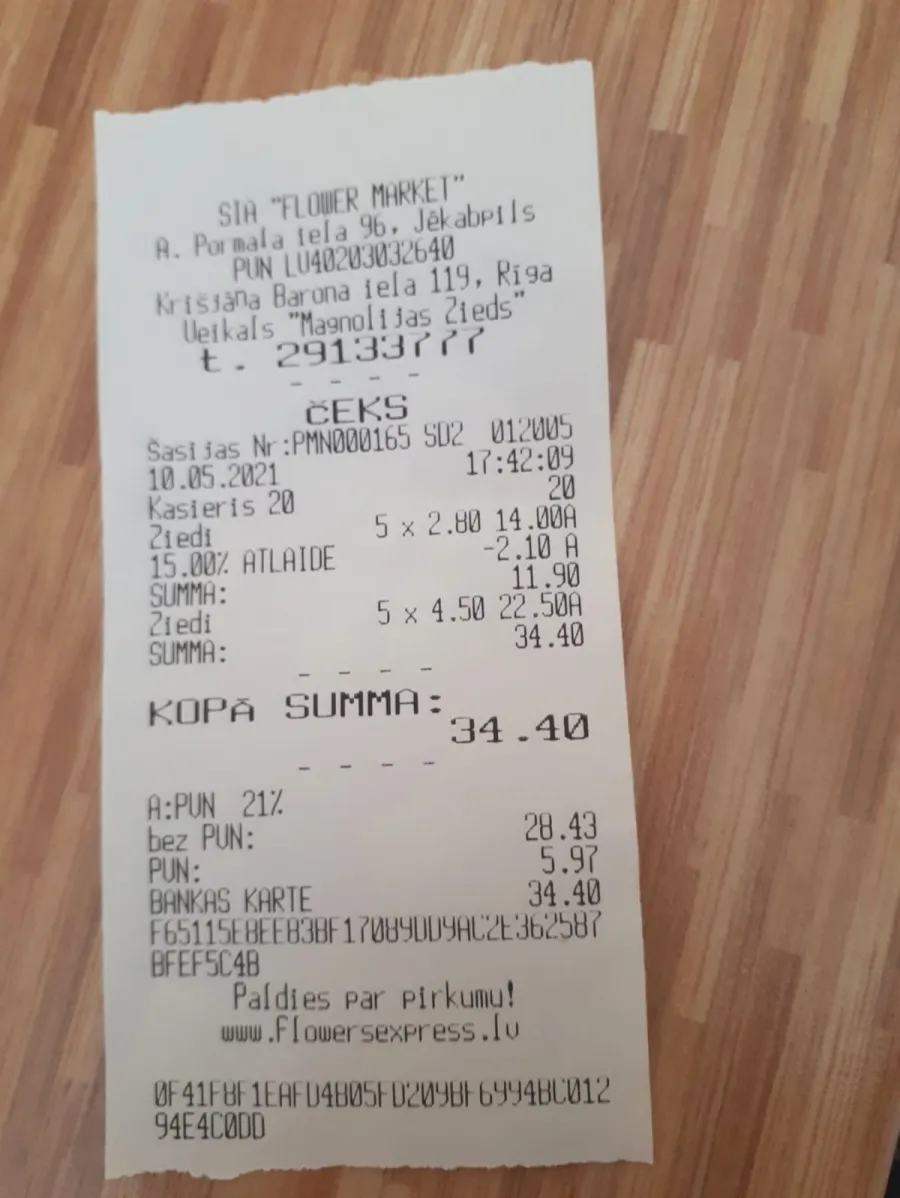 SIA "FLOWER MARKET"
A. Pormaļa iela 96, Jēkabpils
PVN LV40203032640
Krišjāņa Barona iela 119, Rīga
Veikals "Magnolijas Zieds"
t. 29133777
- - - -
ČEKS
Šasijas Nr:PMN000165 SD2 012005
10.05.2021 17:42:09
Kasieris 20 20
Ziedi 5 x 2.80 14.00A
15.00% ATLAIDE -2.10 A
SUMMA: 11.90
Ziedi 5 x 4.50 22.50A
SUMMA: 34.40
- - - -
KOPĀ SUMMA:
34.40
- - - -
A:PVN 21%
bez PVN: 28.43
PVN: 5.97
BANKAS KARTE 34.40
F65115E8EE83BF17089DD9AC2E362587
BFEF5C4B
Paldies par pirkumu!
www.Flowersexpress.lv
0F41F8F1EAFD4B05FD209BF6994BC012
94E4C0DD